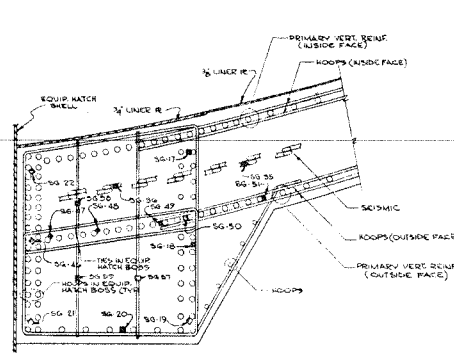 PRIMARY VERT. REINF.
(INSIDE FACE)
HOOPS (INSIDE FACE)
3/8 LINER PL
EQUIP. HATCH
SHELL
3/4" LINER PL
SG-17
SG-22
SG-36
SG-35
SG-51
SG-47
SG-48
SG-49
SG-50
SEISMIC
HOOPS (OUTSIDE FACE
SG-18
TIES IN EQUIP.
HATCH BOSS
SG-46
HOOPS IN EQUIP.
HATCH BOSS (TYP.
PRIMARY VERT. REINF
(OUTSIDE FACE)
HOOPS
SG-21
SG-20
SG-19